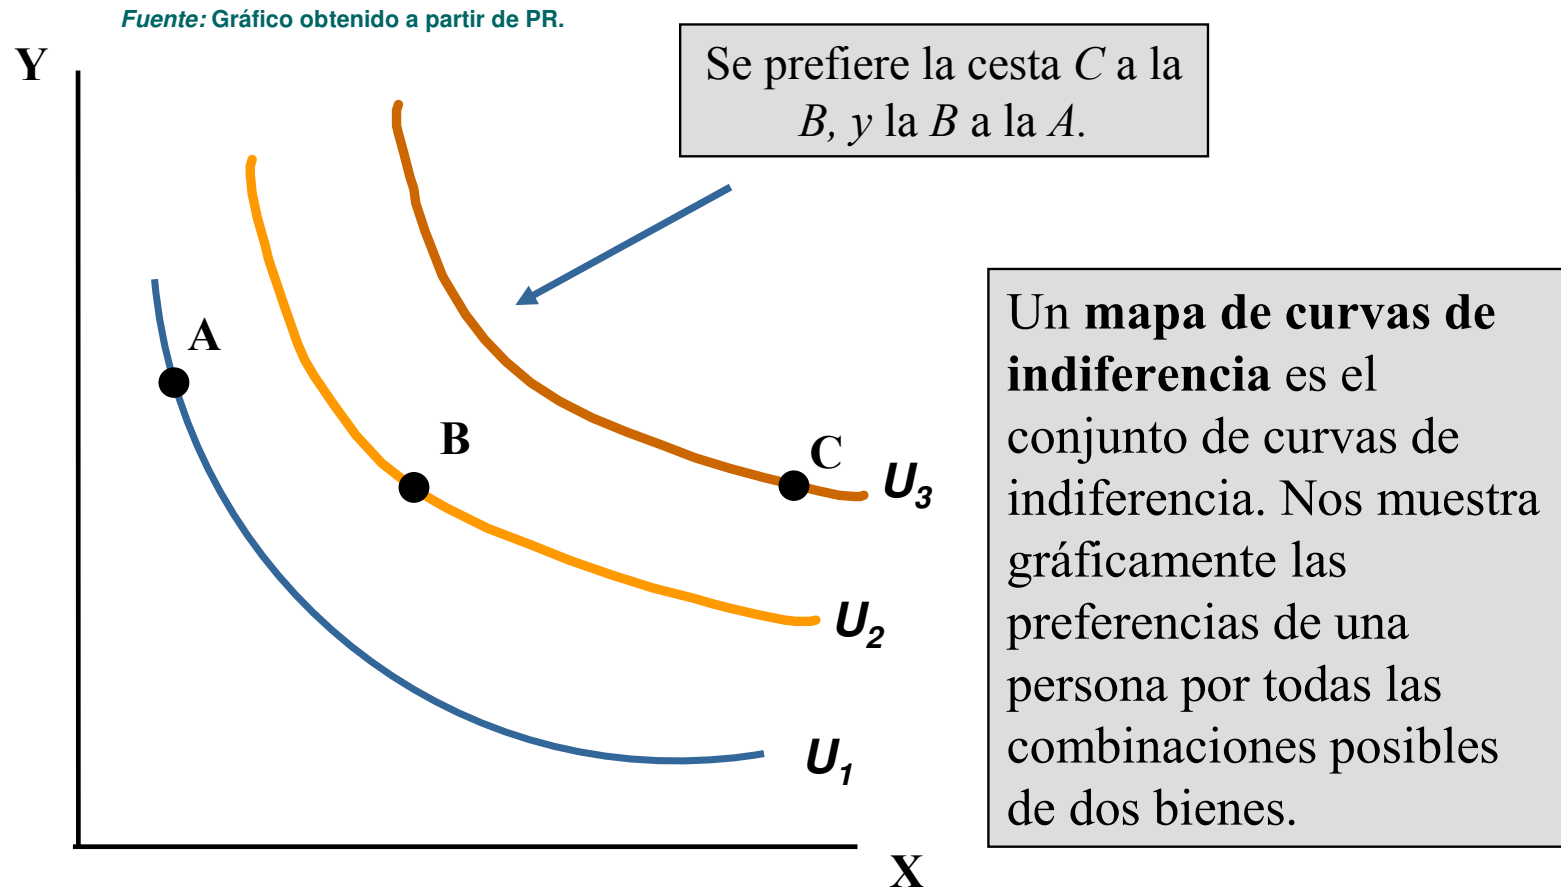 Fuente: Gráfico obtenido a partir de PR.
Y
Se prefiere la cesta C a la
B, y la B a la A.
A
B
C
U3
U2
U1
X
Un mapa de curvas de
indiferencia es el
conjunto de curvas de
indiferencia. Nos muestra
gráficamente las
preferencias de una
persona por todas las
combinaciones posibles
de dos bienes.